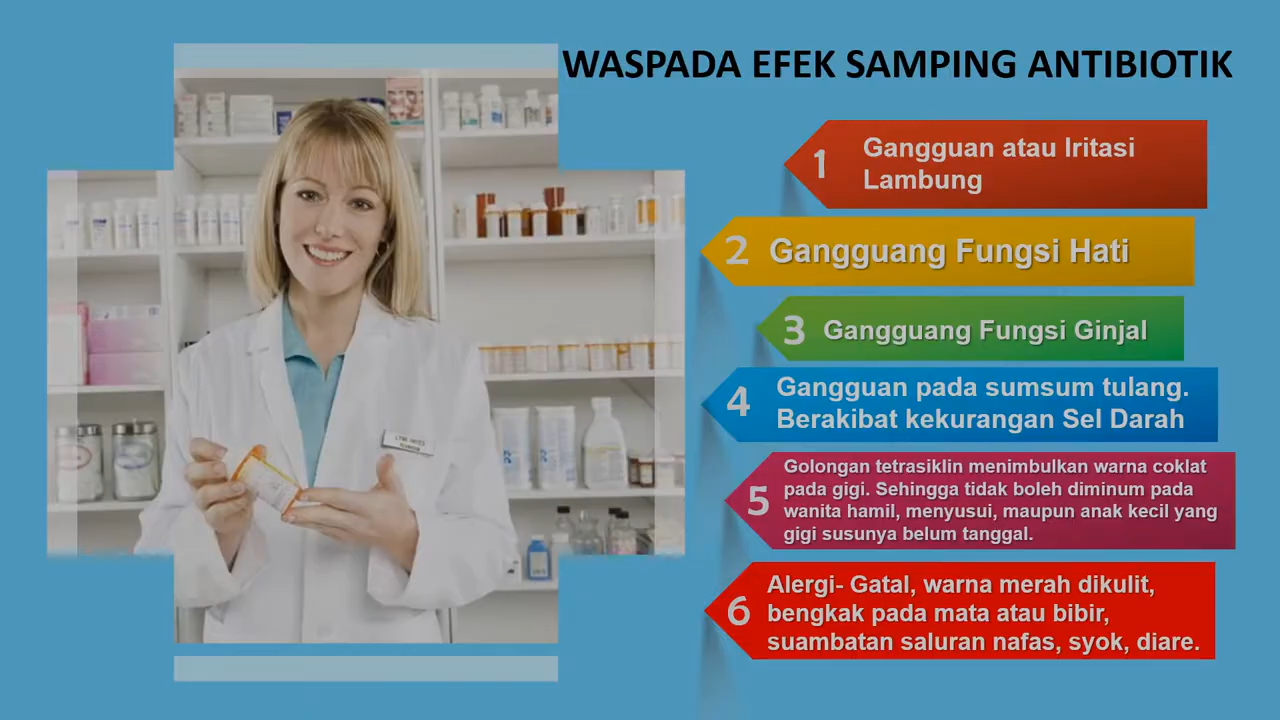 WASPADA EFEK SAMPING ANTIBIOTIK
1
Gangguan atau Iritasi
Lambung
2
Gangguang Fungsi Hati
3
Gangguang Fungsi Ginjal
4
Gangguan pada sumsum tulang.
Berakibat kekurangan Sel Darah
5
Golongan tetrasiklin menimbulkan warna coklat
pada gigi. Sehingga tidak boleh diminum pada
wanita hamil, menyusui, maupun anak kecil yang
gigi susunya belum tanggal.
6
Alergi- Gatal, warna merah dikulit,
bengkak pada mata atau bibir,
suambatan saluran nafas, syok, diare.